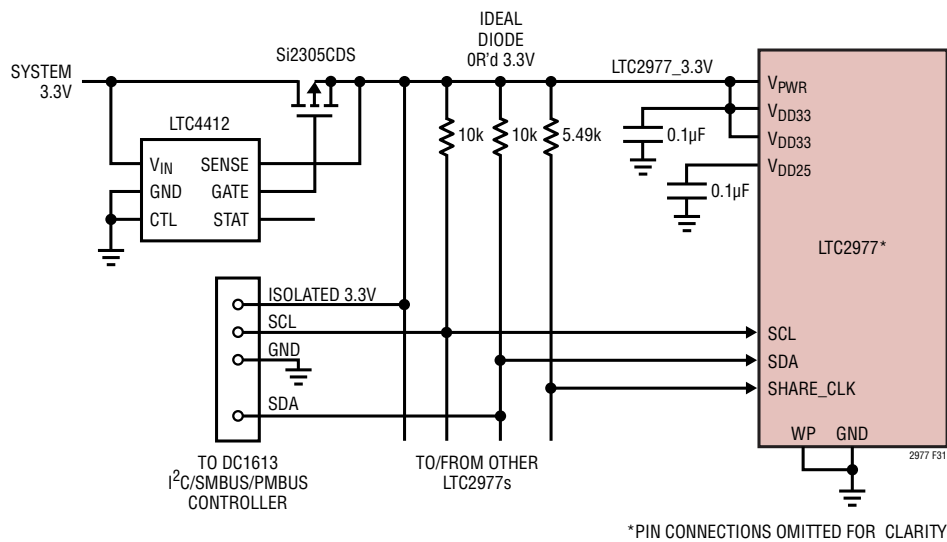 IDEAL
DIODE
0R'd 3.3V
Si2305CDS
SYSTEM
3.3V
LTC2977_3.3V
LTC4412
VIN
SENSE
GND
GATE
CTL
STAT
10k
10k
5.49k
0.1µF
0.1µF
VPWR
VDD33
VDD33
VDD25
LTC2977*
ISOLATED 3.3V
SCL
GND
SDA
SCL
SDA
SHARE_CLK
WP
GND
2977 F31
TO DC1613
I2C/SMBUS/PMBUS
CONTROLLER
TO/FROM OTHER
LTC2977s
*PIN CONNECTIONS OMITTED FOR CLARITY